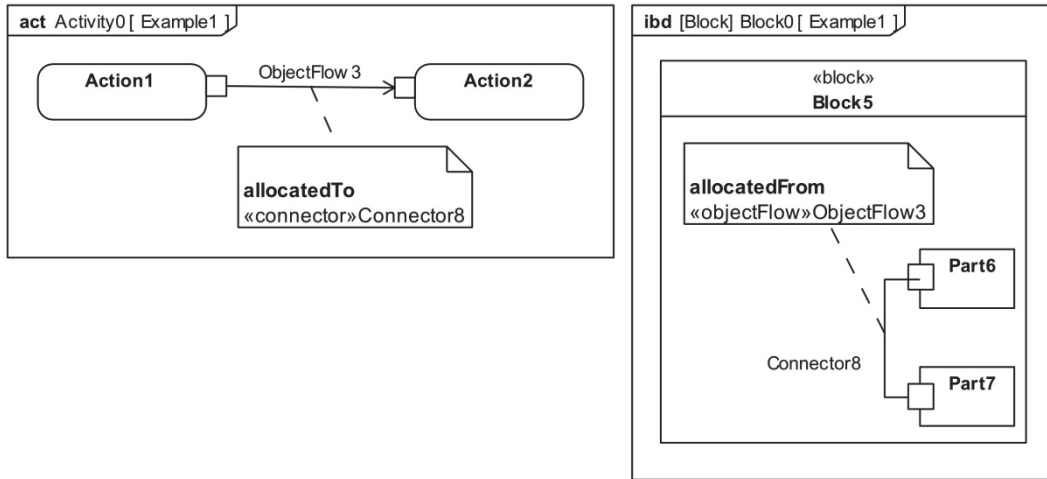 act Activity0 [ Example1 ]
Action1
ObjectFlow 3
Action2
allocatedTo
«connector»Connector8
ibd [Block] Block0 [ Example1 ]
«block»
Block5
allocatedFrom
«objectFlow»ObjectFlow3
Part6
Connector8
Part7